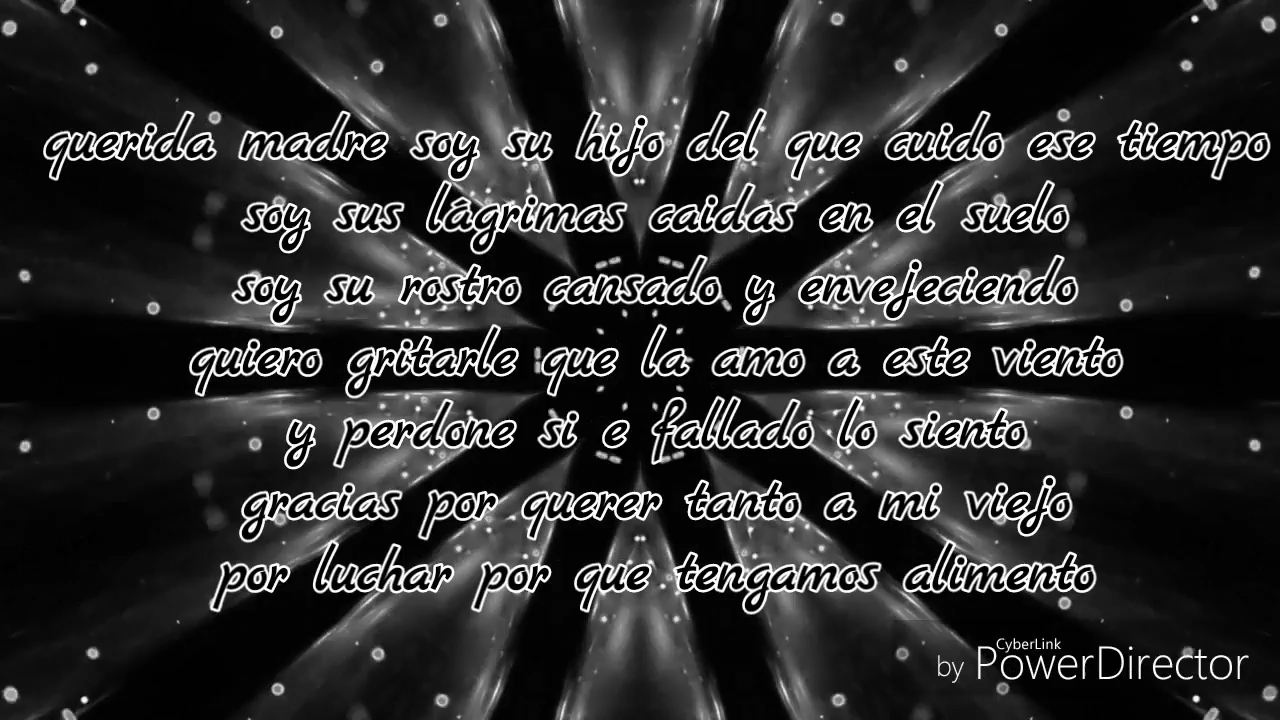 querida madre soy su hijo del que cuido ese tiempo
soy sus lágrimas caidas en el suelo
soy su rostro cansado y envejeciendo
quiero gritarle que la amo a este viento
y perdone si e fallado lo siento
gracias por querer tanto a mi viejo
por luchar por que tengamos alimento
CyberLink
by PowerDirector